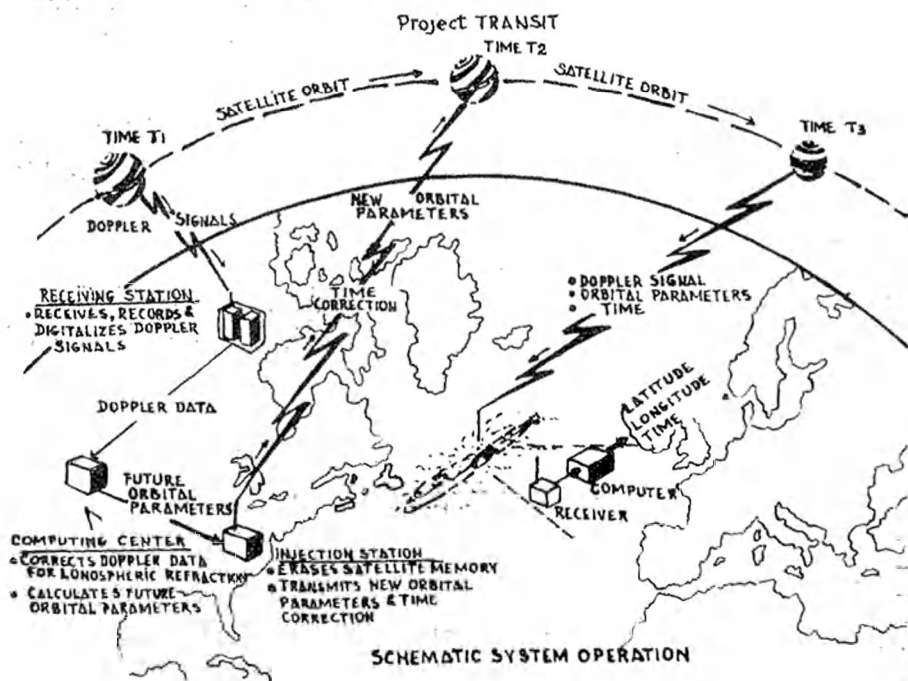 Project TRANSIT
TIME T2
SATELLITE ORBIT
SATELLITE ORBIT
TIME T1
TIME T3
DOPPLER SIGNALS
NEW ORBITAL
PARAMETERS
RECEIVING STATION
• RECEIVES, RECORDS &
DIGITALIZES DOPPLER
SIGNALS
TIME
CORRECTION
• DOPPLER SIGNAL
• ORBITAL PARAMETERS
• TIME
DOPPLER DATA
LATITUDE
LONGITUDE
TIME
FUTURE
ORBITAL
PARAMETERS
COMPUTER
RECEIVER
COMPUTING CENTER
• CORRECTS DOPPLER DATA
FOR LONOSPHERIC REFRACTION
• CALCULATES FUTURE
ORBITAL PARAMETERS
INJECTION STATION
• ERASES SATELLITE MEMORY
• TRANSMITS NEW ORBITAL
PARAMETERS & TIME
CORRECTION
SCHEMATIC SYSTEM OPERATION